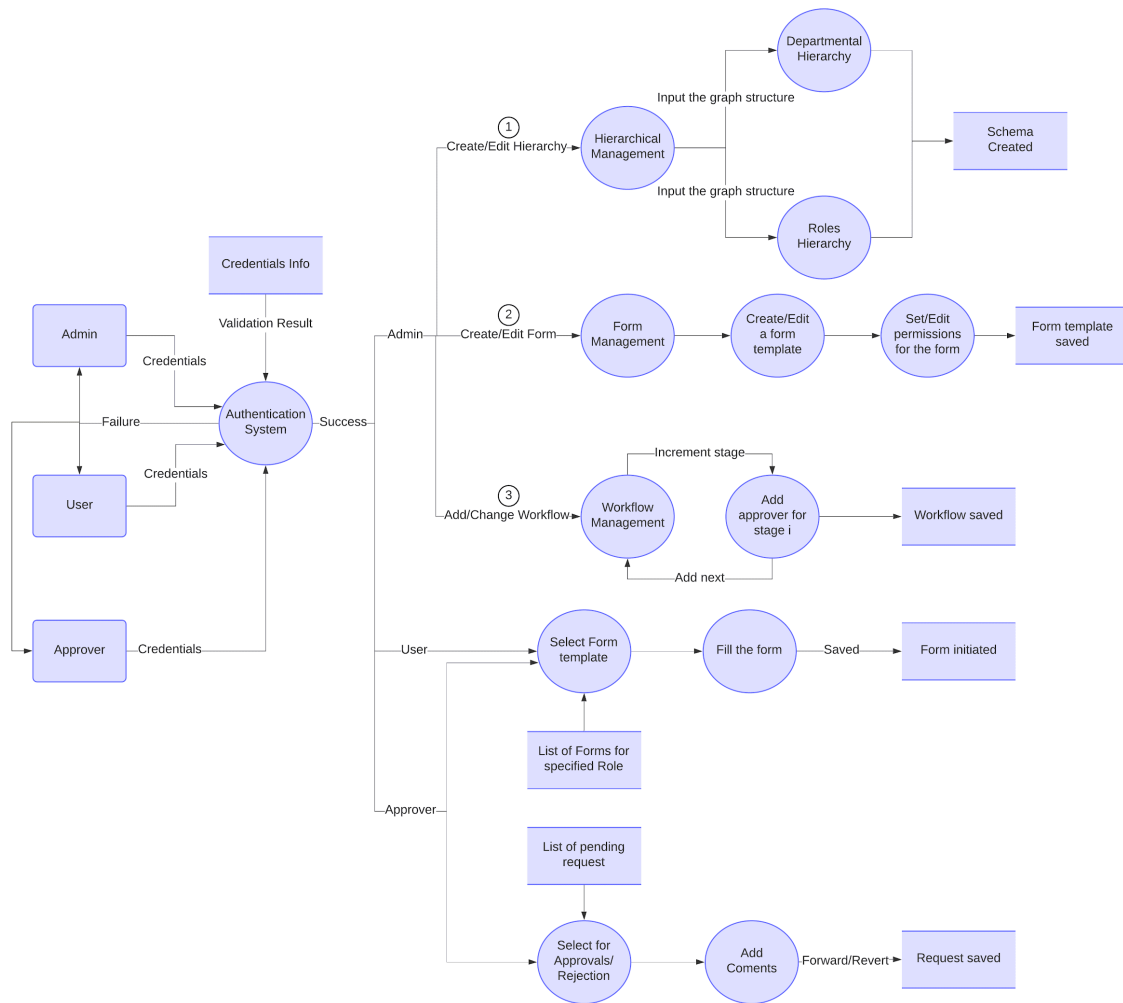 Departmental
Hierarchy
Input the graph structure
1
Create/Edit Hierarchy
Hierarchical
Management
Schema
Created
Input the graph structure
Roles
Hierarchy
Credentials Info
Validation Result
Admin
Credentials
Failure
Authentication
System
Success
User
Credentials
Approver
Credentials
Admin
2
Create/Edit Form
Form
Management
Create/Edit
a form
template
Set/Edit
permissions
for the form
Form template
saved
Increment stage
3
Add/Change Workflow
Workflow
Management
Add
approver for
stage i
Workflow saved
Add next
User
Select Form
template
Fill the form
Saved
Form initiated
List of Forms for
specified Role
Approver
List of pending
request
Select for
Approvals/
Rejection
Add
Coments
Forward/Revert
Request saved